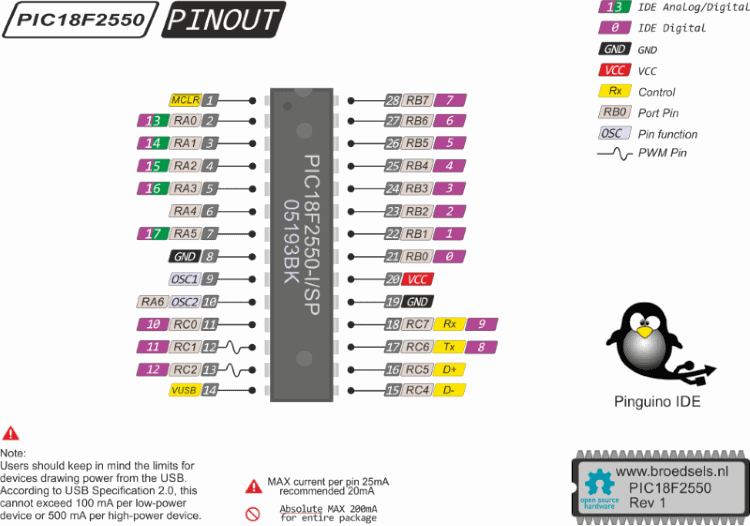 PIC18F2550 PINOUT
13 IDE Analog/Digital
0 IDE Digital
GND GND
VCC VCC
Rx Control
RB0 Port Pin
OSC Pin function
PWM Pin
MCLR 1
13 RA0 2
14 RA1 3
15 RA2 4
16 RA3 5
RA4 6
17 RA5 7
GND 8
OSC1 9
RA6 OSC2 10
10 RC0 11
11 RC1 12
12 RC2 13
VUSB 14
PIC18F2550-I/SP
05193BK
28 RB7 7
27 RB6 6
26 RB5 5
25 RB4 4
24 RB3 3
23 RB2 2
22 RB1 1
21 RB0 0
20 VCC
19 GND
18 RC7 Rx 9
17 RC6 Tx 8
16 RC5 D+
15 RC4 D-
Pinguino IDE
Note:
Users should keep in mind the limits for
devices drawing power from the USB.
According to USB Specification 2.0, this
cannot exceed 100 mA per low-power
device or 500 mA per high-power device.
MAX current per pin 25mA
recommended 20mA
Absolute MAX 200mA
for entire package
open source
hardware
www.broedsels.nl
PIC18F2550
Rev 1